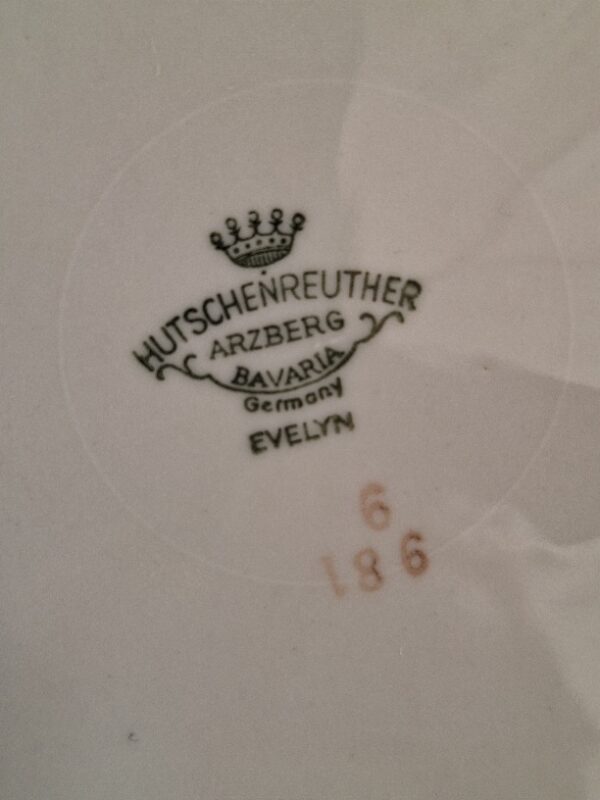 HUTSCHENREUTHER
ARZBERG
BAVARIA
Germany
EVELYN
6
186